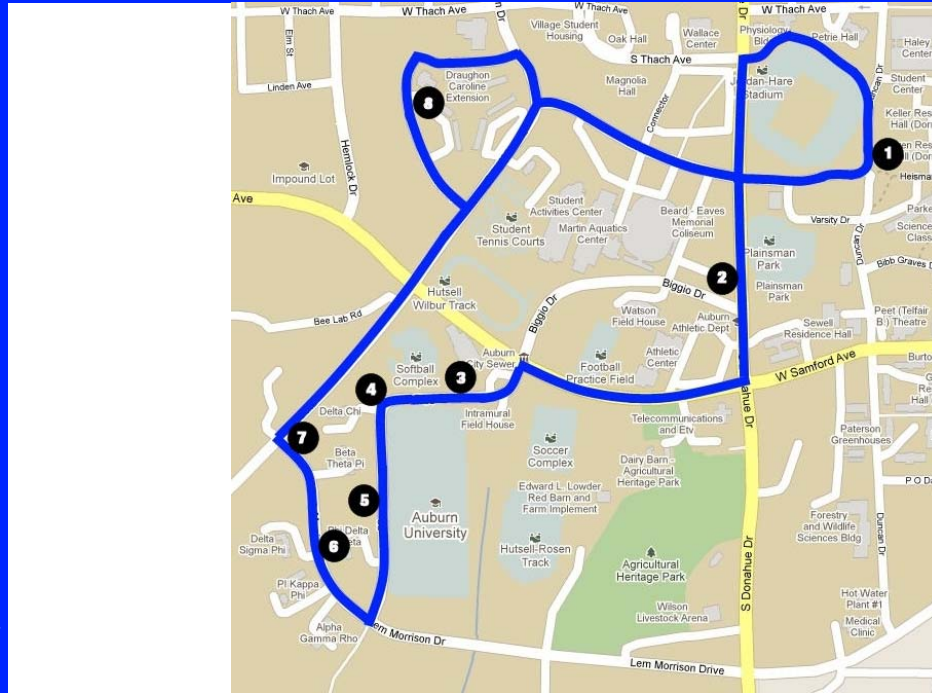 W Thach Ave
W Thach Ave
W Thach Ave
Elm St
Linden Ave
Hemlock Dr
Impound Lot
Ave
Village Student
Housing
Oak Hall
Wallace
Center
S Thach Ave
Magnolia
Hall
Connector
Dr
Physiology
Petrie Hall
Haley
Center
Student
Center
Duncan Dr
Jordan-Hare
Stadium
Keller Res
Hall (Don
1
Draughon
Caroline
Extension
8
Student
Activities Center
Martin Aquatics
Center
Student
Tennis Courts
Beard - Eaves
Memorial
Coliseum
Varsity Dr
Parke
Science
Class
Duncan Dr
Bibb Graves D
Plainsman
Park
Plainsman
Park
2
Biggio Dr
Biggio Dr
Hutsell
Wilbur Track
Bee Lab Rd
Watson
Field House
Auburn
Athletic Dept
Sewell
Residence Hall
Peet (Telfair
B.) Theatre
W Samford Ave
Softball
Complex
Auburn
City Sewer
3
4
Football
Practice Field
Athletic
Center
Intramural
Field House
Telecommunications
and Etv
Delta Chi
7
Beta
Theta Pi
5
6
Auburn
University
Soccer
Complex
Edward L. Lowder
Red Barn and
Farm Implement
Dairy Barn -
Agricultural
Heritage Park
Paterson
Greenhouses
P O Da
Hutsell-Rosen
Track
Agricultural
Heritage Park
Forestry
and Wildlife
Sciences Bldg
Duncan Dr
S Donahue Dr
Delta
Sigma Phi
Pi Kappa
Phi
Alpha
Gamma Rho
Lem Morrison Dr
Wilson
Livestock Arena
Hot Water
Plant #1
Medical
Clinic
Lem Morrison Drive